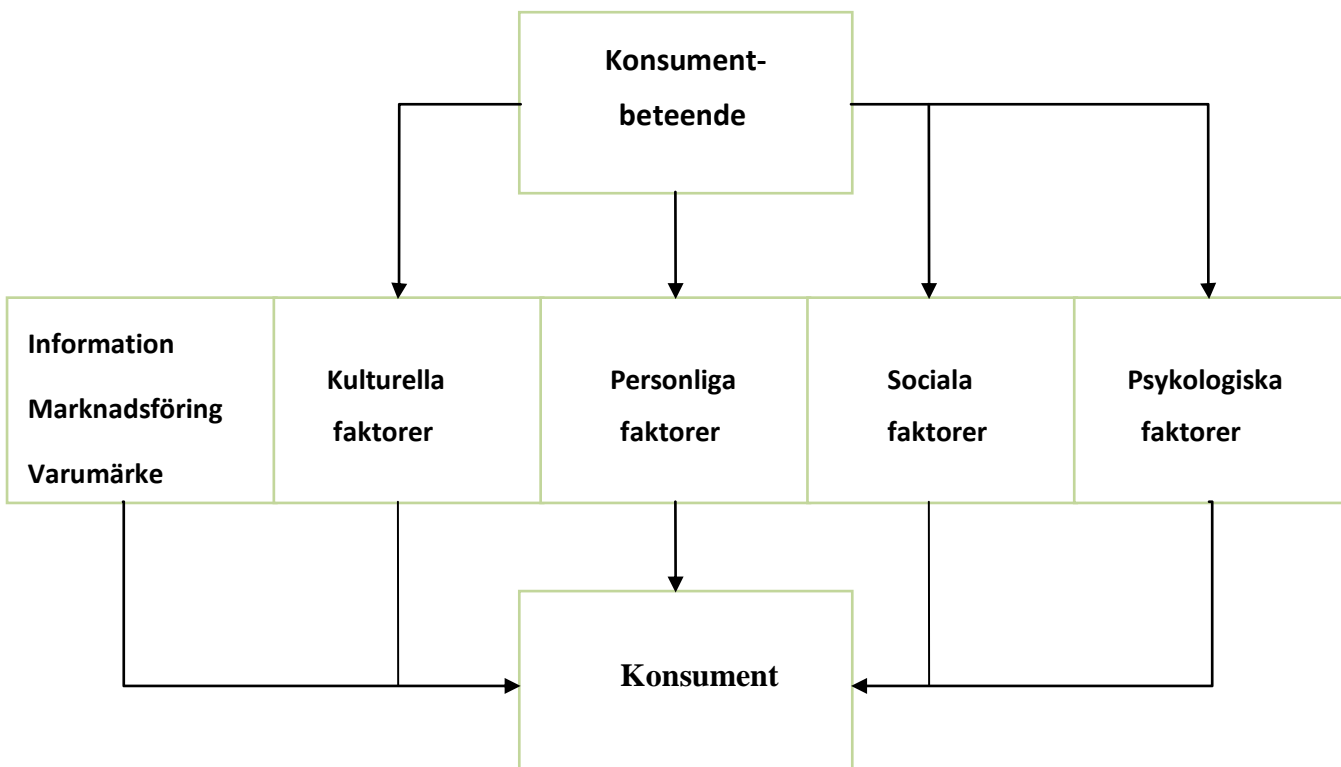 Konsument-
beteende
Information
Marknadsföring
Varumärke
Kulturella
faktorer
Personliga
faktorer
Sociala
faktorer
Psykologiska
faktorer
Konsument